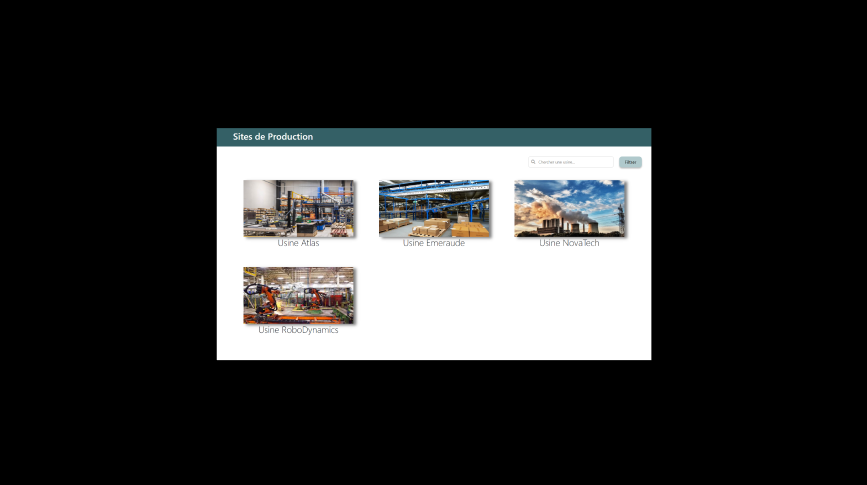 Sites de Production
Chercher une usine...
Filtrer
Usine Atlas
Usine Emeraude
Usine NovaTech
Usine RoboDynamics